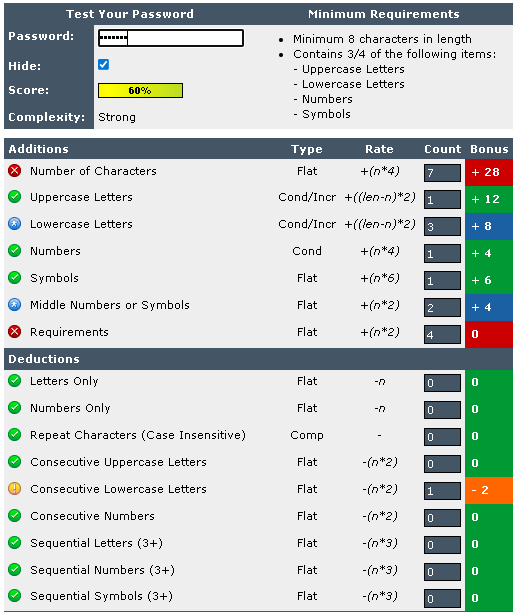 Test Your Password Minimum Requirements
Password: •••••••
• Minimum 8 characters in length
• Contains 3/4 of the following items:
- Uppercase Letters
- Lowercase Letters
- Numbers
- Symbols
Hide:
Score: 60%
Complexity: Strong
Additions Type Rate Count Bonus
Number of Characters Flat +(n*4) 7 + 28
Uppercase Letters Cond/Incr +((len-n)*2) 1 + 12
Lowercase Letters Cond/Incr +((len-n)*2) 3 + 8
Numbers Cond +(n*4) 1 + 4
Symbols Flat +(n*6) 1 + 6
Middle Numbers or Symbols Flat +(n*2) 2 + 4
Requirements Flat +(n*2) 4 0
Deductions
Letters Only Flat -n 0 0
Numbers Only Flat -n 0 0
Repeat Characters (Case Insensitive) Comp - 0 0
Consecutive Uppercase Letters Flat -(n*2) 0 0
Consecutive Lowercase Letters Flat -(n*2) 1 - 2
Consecutive Numbers Flat -(n*2) 0 0
Sequential Letters (3+) Flat -(n*3) 0 0
Sequential Numbers (3+) Flat -(n*3) 0 0
Sequential Symbols (3+) Flat -(n*3) 0 0